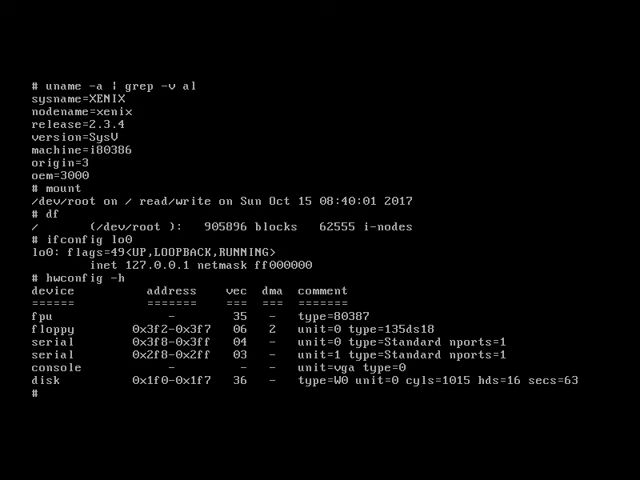 # uname -a | grep -v al
sysname=XENIX
nodename=xenix
release=2.3.4
version=SysV
machine=i80386
origin=3
oem=3000
# mount
/dev/root on / read/write on Sun Oct 15 08:40:01 2017
# df
/       (/dev/root ):   905896 blocks   62555 i-nodes
# ifconfig lo0
lo0: flags=49<UP,LOOPBACK,RUNNING>
        inet 127.0.0.1 netmask ff000000
# hwconfig -h
device          address        vec  dma  comment
======          =======        ===  ===  =======
fpu                -            35   -   type=80387
floppy        0x3f2-0x3f7       06   2   unit=0 type=135ds18
serial        0x3f8-0x3ff       04   -   unit=0 type=Standard nports=1
serial        0x2f8-0x2ff       03   -   unit=1 type=Standard nports=1
console            -            -    -   unit=vga type=0
disk          0x1f0-0x1f7       36   -   type=W0 unit=0 cyls=1015 hds=16 secs=63
#